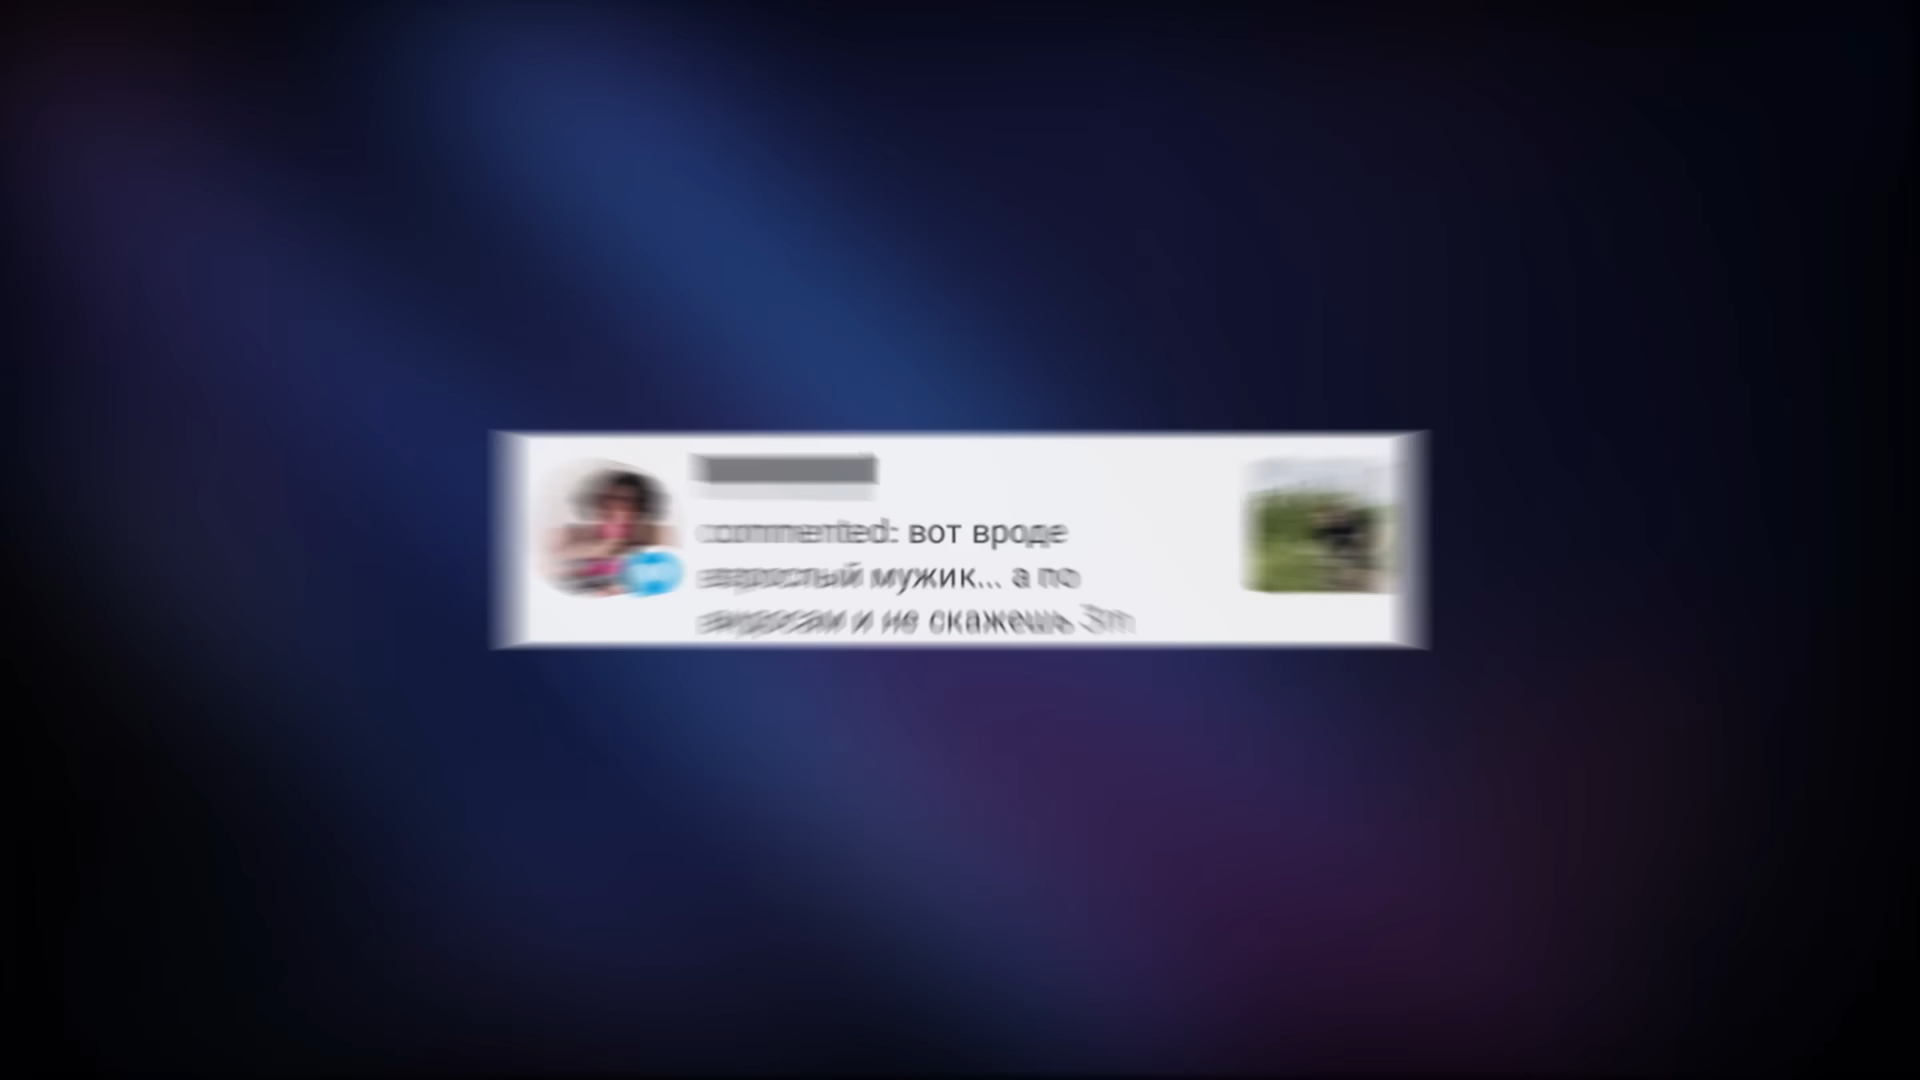 commented: вот вроде
взрослый мужик... а по
видосам и не скажешь 3m